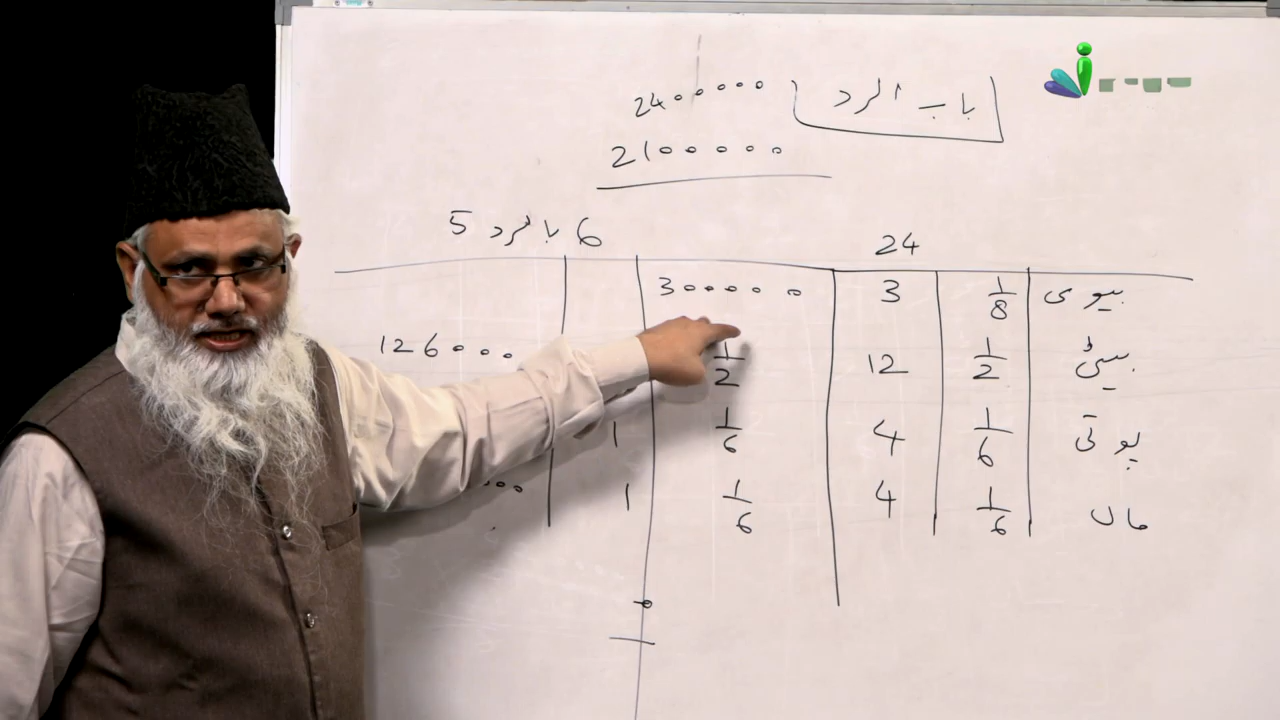 باب الرد 2400000
2100000
24 6 بالرد 5
بیوی 1/8 3 300000
بیٹی 1/2 12 1/2 126000
پوتی 1/6 4 1/6 1
ماں 1/6 4 1/6 1